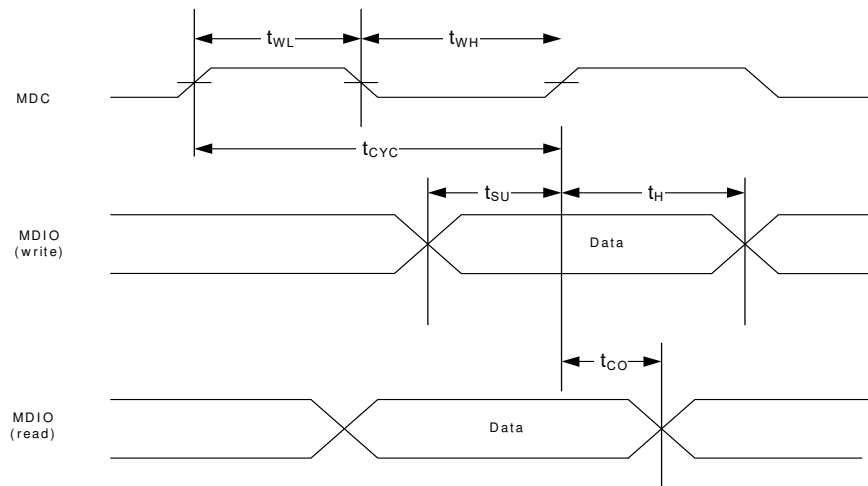 tWL
tWH
MDC
tCYC
tSU
tH
MDIO
(write)
Data
tCO
MDIO
(read)
Data